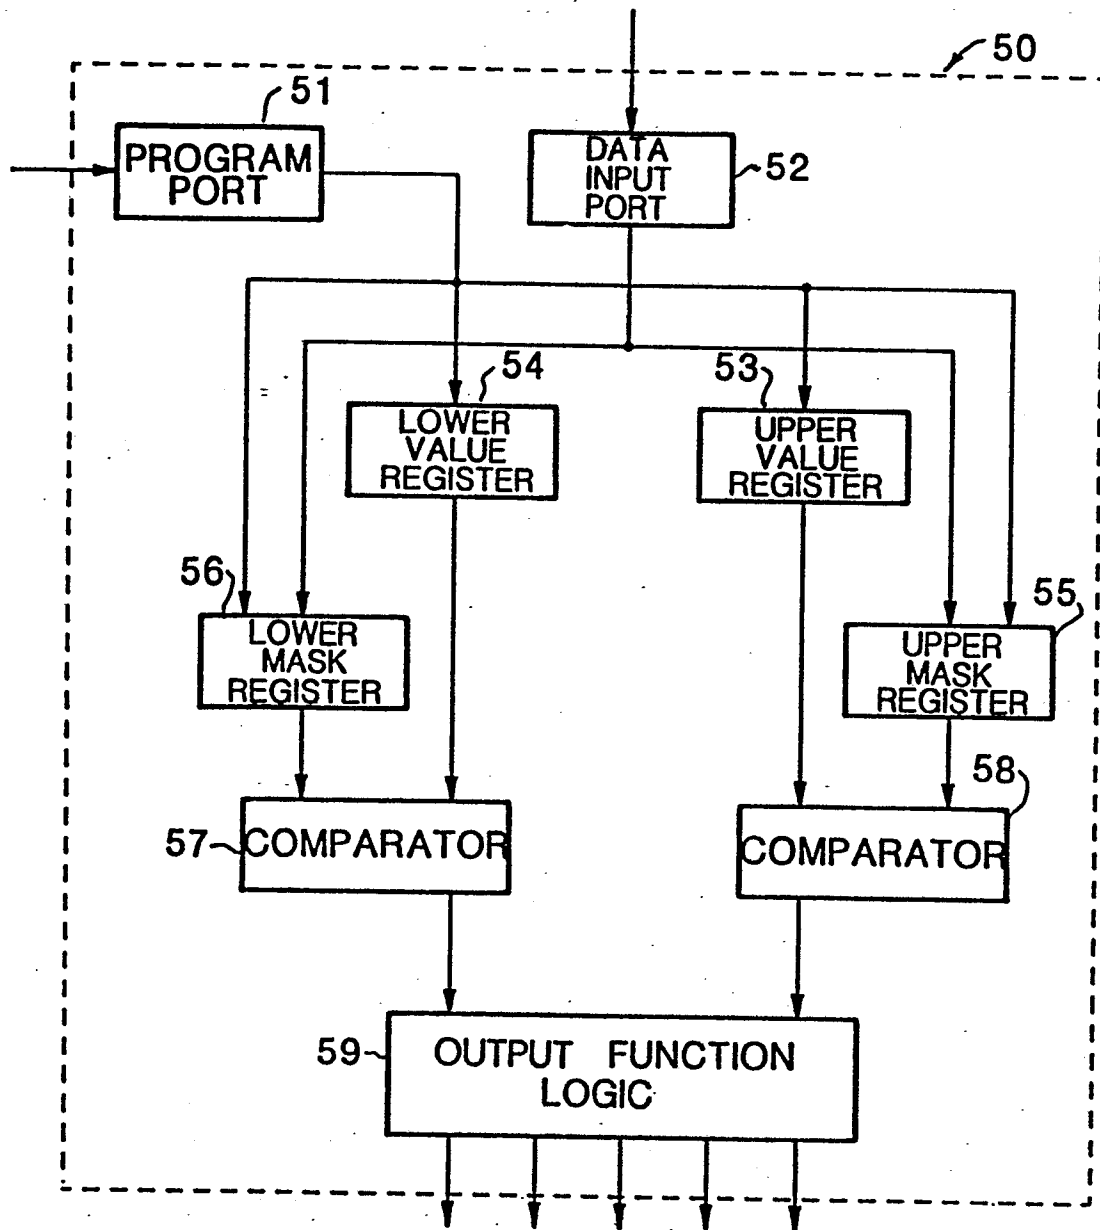 50
51
PROGRAM
PORT
DATA
INPUT
PORT
52
54
LOWER
VALUE
REGISTER
53
UPPER
VALUE
REGISTER
56
LOWER
MASK
REGISTER
55
UPPER
MASK
REGISTER
57
COMPARATOR
58
COMPARATOR
59
OUTPUT FUNCTION
LOGIC